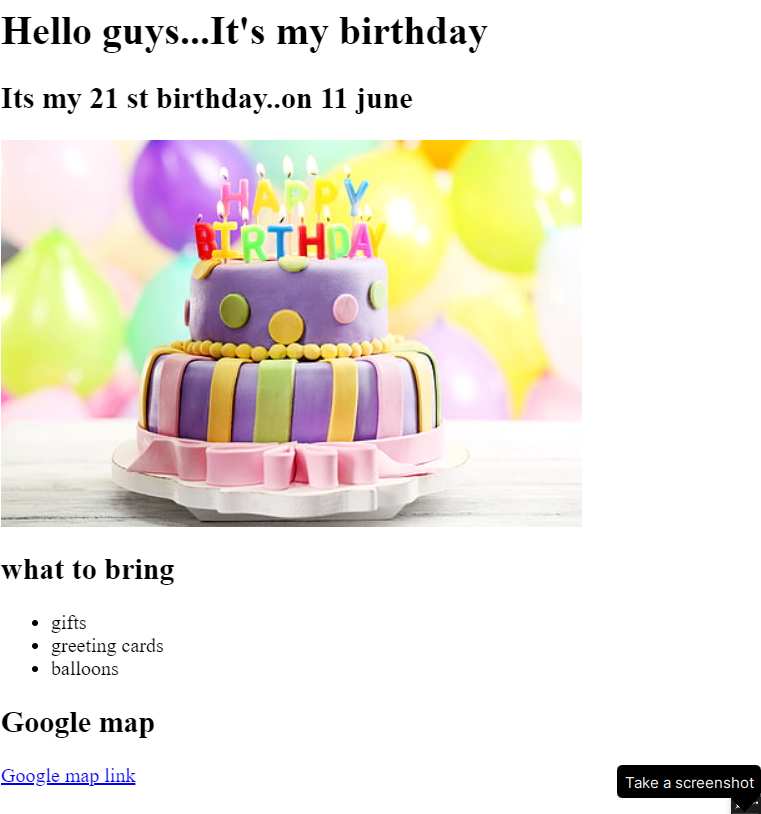 Hello guys...It's my birthday
Its my 21 st birthday..on 11 june
HAPPY
BIRTHDAY
what to bring
gifts
greeting cards
balloons
Google map
Google map link
Take a screenshot